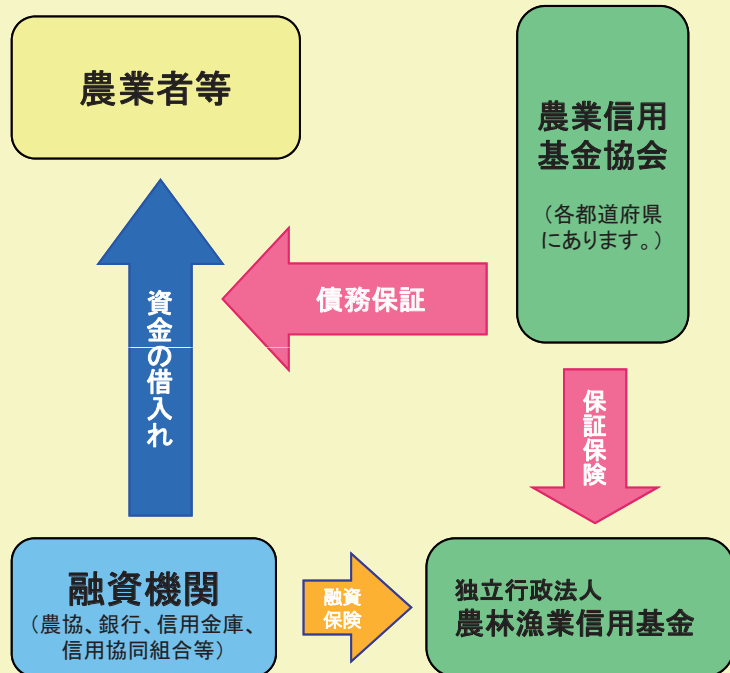 農業者等
農業信用
基金協会
（各都道府県
にあります。）
債務保証
資金の借入れ
保証保険
融資機関
（農協、銀行、信用金庫、
信用協同組合等）
融資
保険
独立行政法人
農林漁業信用基金